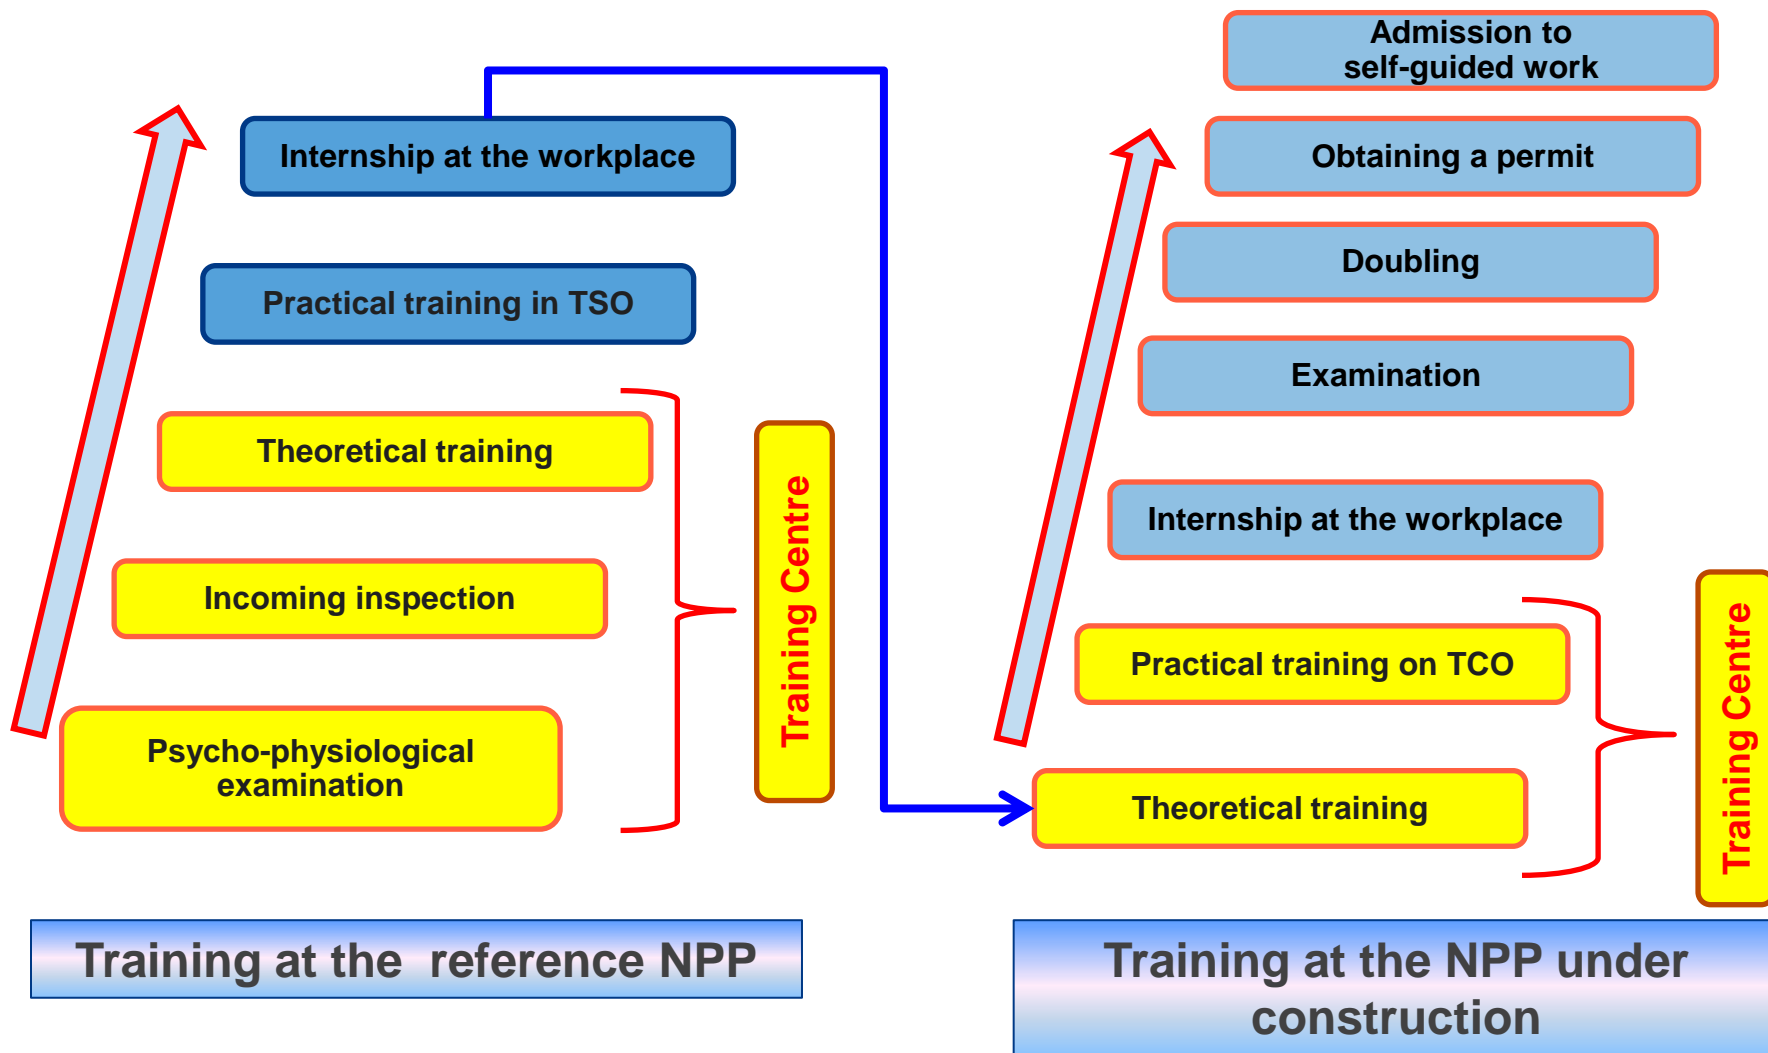 Internship at the workplace
Practical training in TSO
Theoretical training
Incoming inspection
Psycho-physiological
examination
Training Centre
Training at the reference NPP
Admission to
self-guided work
Obtaining a permit
Doubling
Examination
Internship at the workplace
Practical training on TCO
Theoretical training
Training Centre
Training at the NPP under
construction